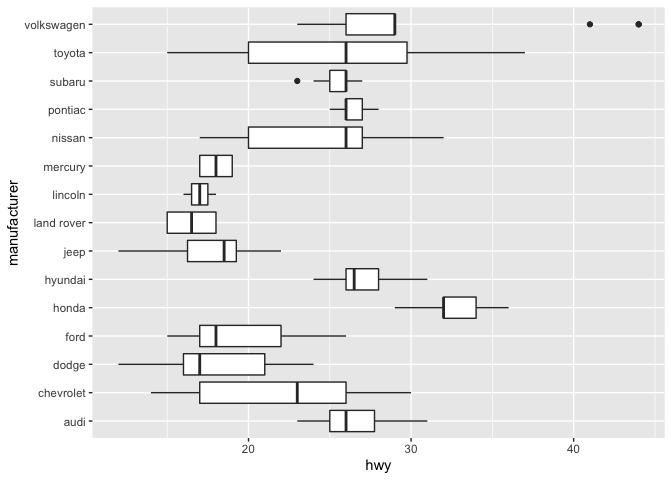 volkswagen
toyota
subaru
pontiac
nissan
mercury
lincoln
land rover
jeep
hyundai
honda
ford
dodge
chevrolet
audi
manufacturer
20 30 40
hwy